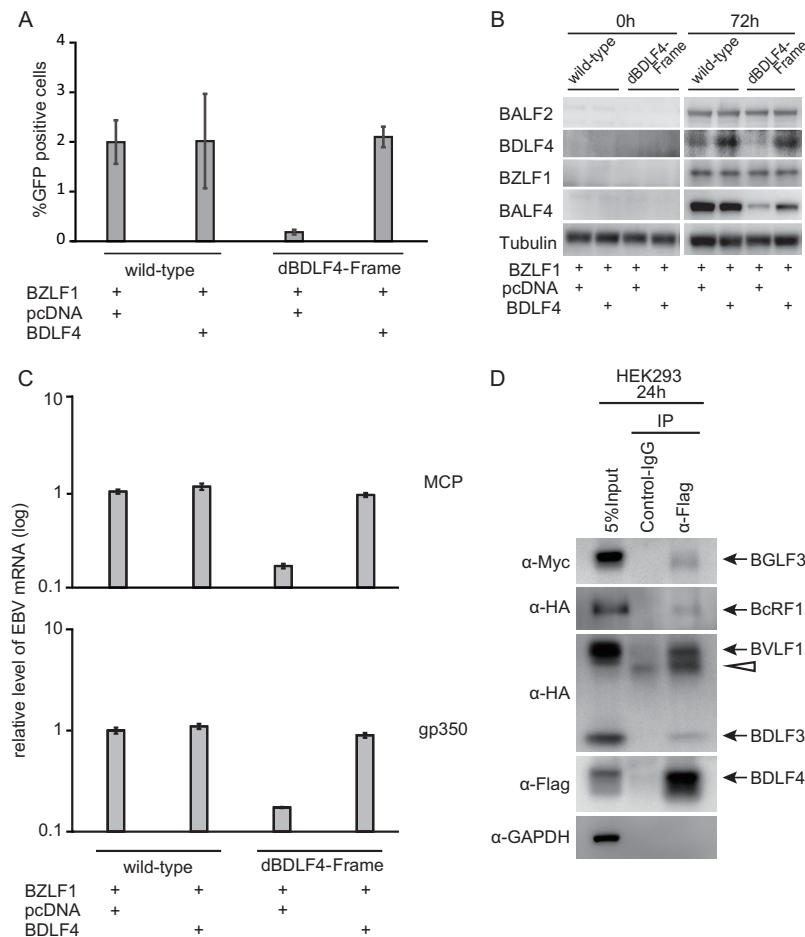 A
%GFP positive cells
4
3
2
1
0
wild-type
dBDLF4-Frame
BZLF1 + + + +
pcDNA + +
BDLF4 + +
B
0h
72h
wild-type
dBDLF4-
Frame
wild-type
dBDLF4-
Frame
BALF2
BDLF4
BZLF1
BALF4
Tubulin
BZLF1 + + + + + + + +
pcDNA + + + +
BDLF4 + + + +
C
relative level of EBV mRNA (log)
10
1
0.1
MCP
10
1
0.1
gp350
wild-type
dBDLF4-Frame
BZLF1 + + + +
pcDNA + +
BDLF4 + +
D
HEK293
24h
IP
5%Input
Control-IgG
α-Flag
α-Myc
BGLF3
α-HA
BcRF1
α-HA
BVLF1
BDLF3
α-Flag
BDLF4
α-GAPDH